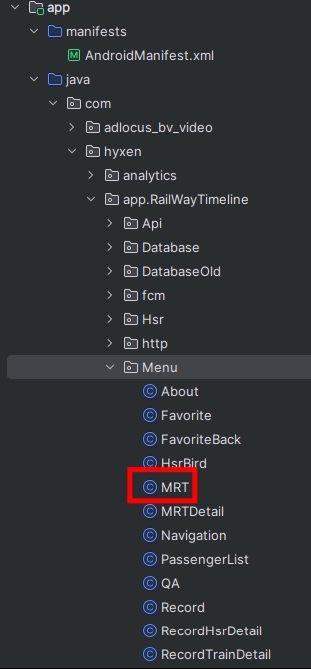 app
manifests
AndroidManifest.xml
java
com
adlocus_bv_video
hyxen
analytics
app.RailWayTimeline
Api
Database
DatabaseOld
fcm
Hsr
http
Menu
About
Favorite
FavoriteBack
HsrBird
MRT
MRTDetail
Navigation
PassengerList
QA
Record
RecordHsrDetail
RecordTrainDetail